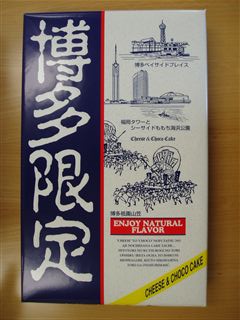 博多限定
博多ベイサイドプレイス
福岡タワーと
シーサイドももち海浜公園
Cheese & Choco Cake
博多祇園山笠
ENJOY NATURAL
FLAVOR
CHEESE & CHOCO CAKE